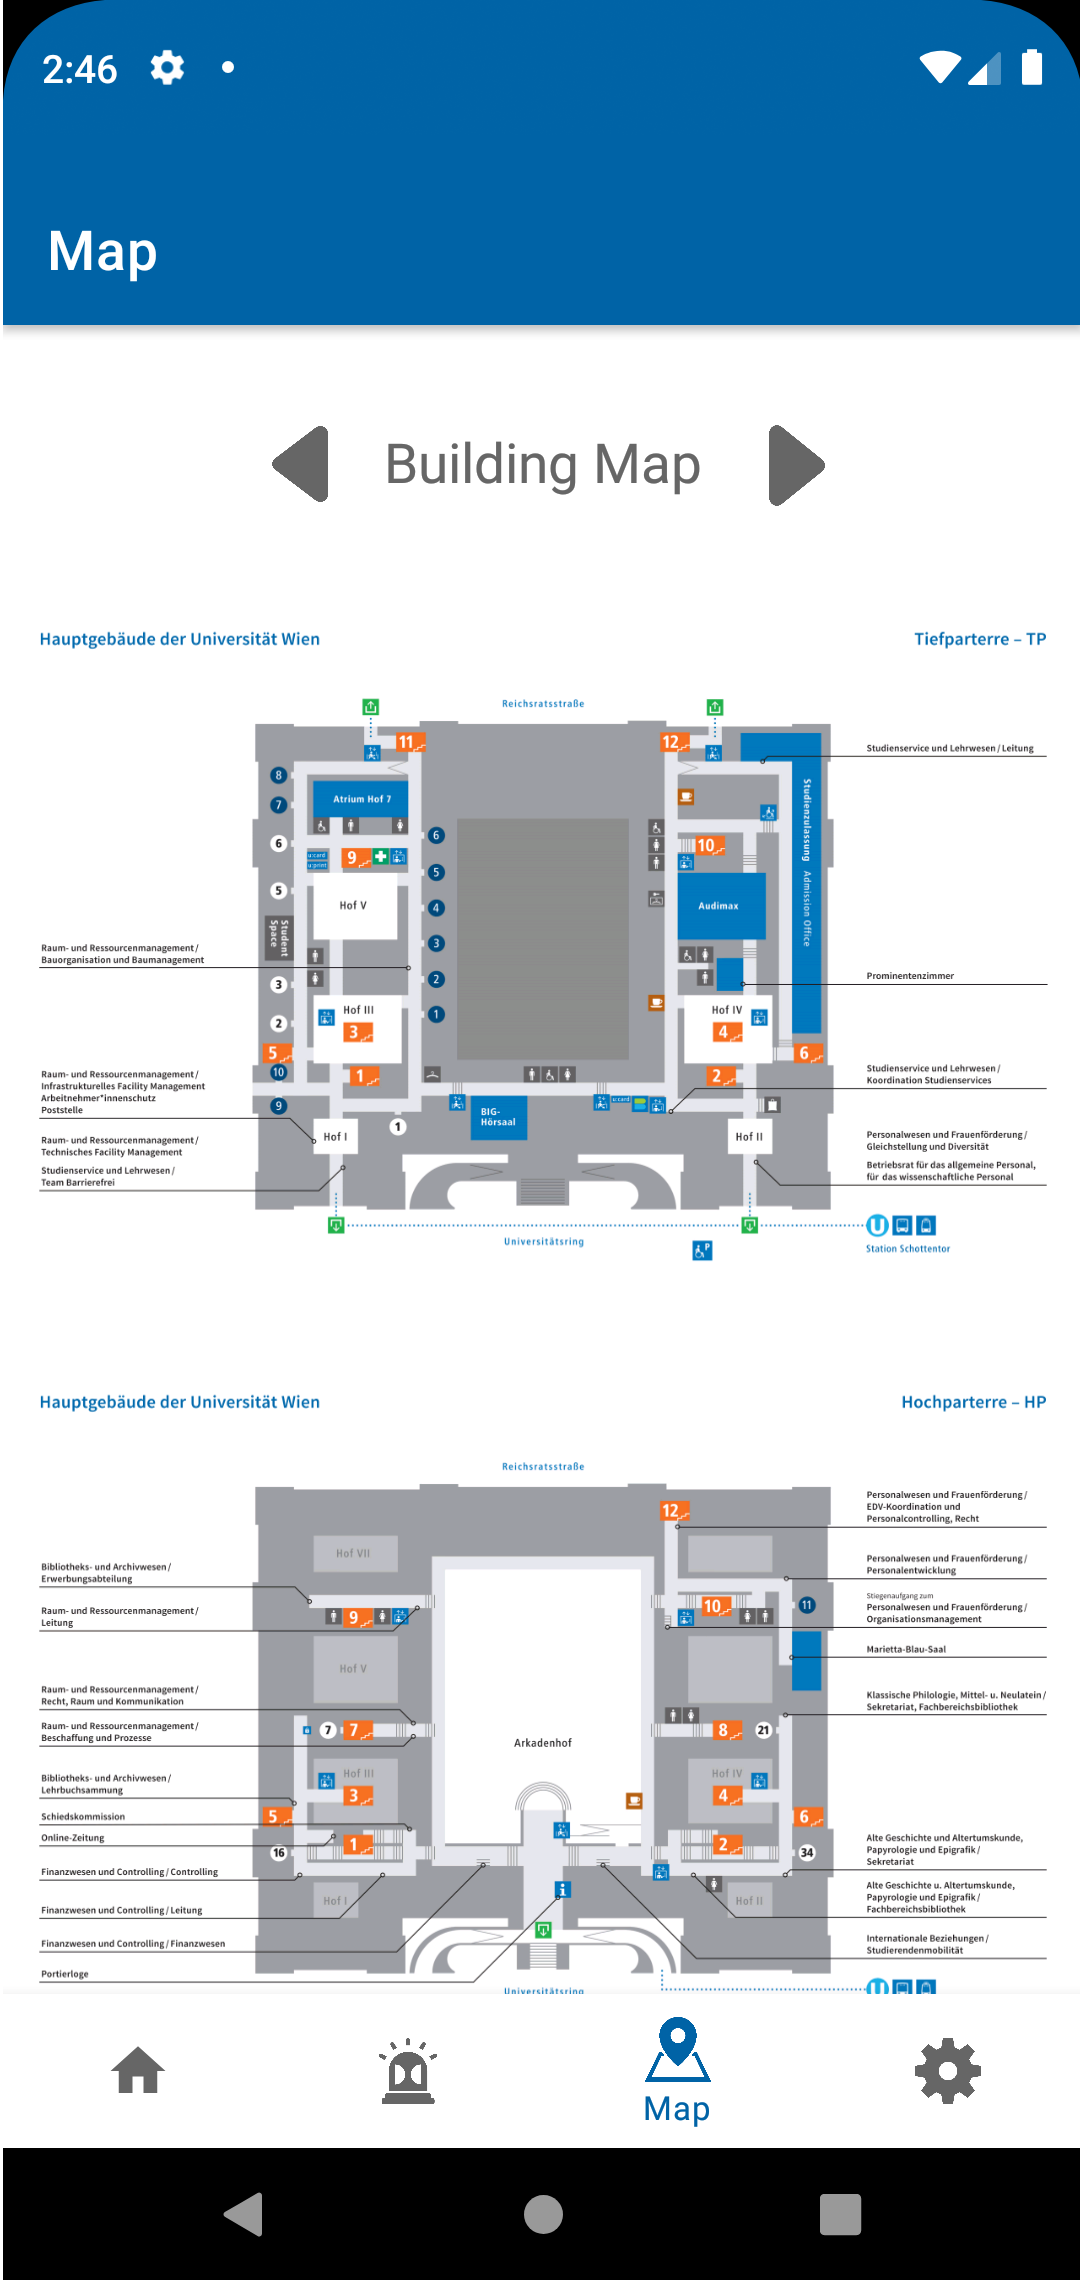 2:46
Map
Building Map
Hauptgebäude der Universität Wien
Tiefparterre – TP
Reichsratsstraße
11
12
Studienservice und Lehrwesen / Leitung
8
7
Atrium Hof 7
6
6
9
u:card
u:print
10
5
5
Hof V
4
Audimax
Studienzulassung Admission Office
Student
Space
3
Raum- und Ressourcenmanagement /
Bauorganisation und Baumanagement
3
2
Prominentenzimmer
2
Hof III
3
1
Hof IV
4
5
6
10
1
2
Raum- und Ressourcenmanagement /
Infrastrukturelles Facility Management
Arbeitnehmer*innenschutz
Poststelle
Studienservice und Lehrwesen /
Koordination Studienservices
9
BIG-
Hörsaal
u:card
1
Hof I
Hof II
Raum- und Ressourcenmanagement /
Technisches Facility Management
Personalwesen und Frauenförderung /
Gleichstellung und Diversität
Studienservice und Lehrwesen /
Team Barrierefrei
Betriebsrat für das allgemeine Personal,
für das wissenschaftliche Personal
Universitätsring
P
U
Station Schottentor
Hauptgebäude der Universität Wien
Hochparterre – HP
Reichsratsstraße
12
Personalwesen und Frauenförderung /
EDV-Koordination und
Personalcontrolling, Recht
Hof VII
Bibliotheks- und Archivwesen /
Erwerbungsabteilung
Personalwesen und Frauenförderung /
Personalentwicklung
9
10
11
Stiegenaufgang zum
Personalwesen und Frauenförderung /
Organisationsmanagement
Raum- und Ressourcenmanagement /
Leitung
Marietta-Blau-Saal
Hof V
Raum- und Ressourcenmanagement /
Recht, Raum und Kommunikation
Klassische Philologie, Mittel- u. Neulatein /
Sekretariat, Fachbereichsbibliothek
Raum- und Ressourcenmanagement /
Beschaffung und Prozesse
7
7
8
21
Arkadenhof
Hof III
Hof IV
Bibliotheks- und Archivwesen /
Lehrbuchsammung
3
4
Schiedskommission
5
6
Online-Zeitung
1
2
16
34
Alte Geschichte und Altertumskunde,
Papyrologie und Epigrafik /
Sekretariat
Finanzwesen und Controlling / Controlling
Hof I
i
Hof II
Alte Geschichte u. Altertumskunde,
Papyrologie und Epigrafik /
Fachbereichsbibliothek
Finanzwesen und Controlling / Leitung
Finanzwesen und Controlling / Finanzwesen
Internationale Beziehungen /
Studierendenmobilität
Portierloge
Universitätsring
U
Map